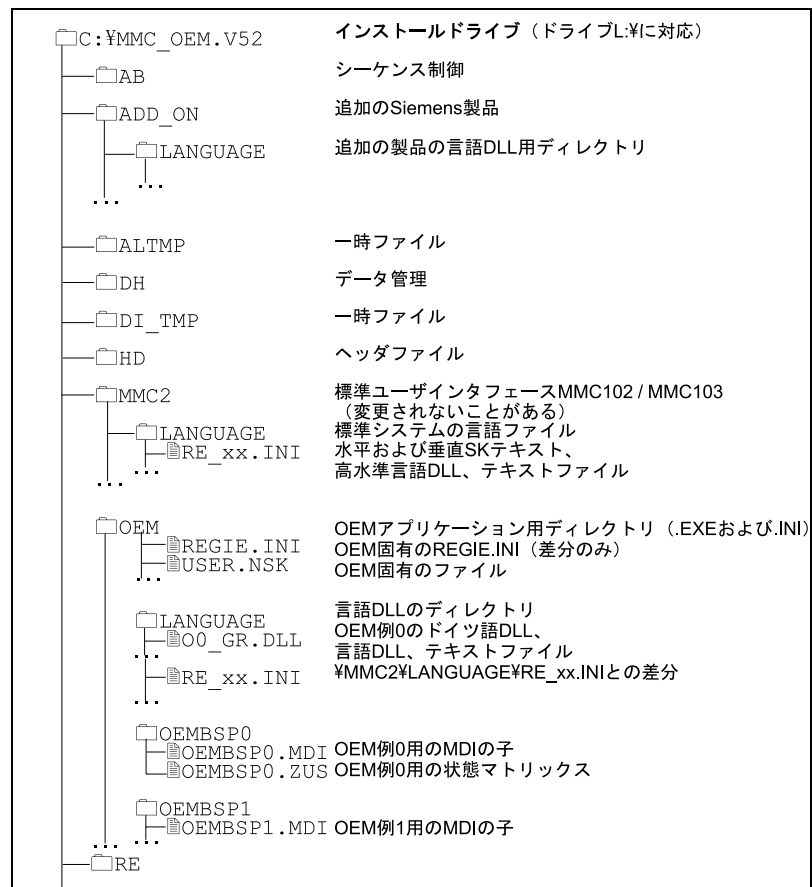 C:¥MMC_OEM.V52 インストールドライブ（ドライブL:¥に対応）
AB シーケンス制御
ADD_ON 追加のSiemens製品
LANGUAGE 追加の製品の言語DLL用ディレクトリ
...
...
ALTMP 一時ファイル
DH データ管理
DI_TMP 一時ファイル
HD ヘッダファイル
MMC2 標準ユーザインタフェースMMC102 / MMC103
（変更されないことがある）
LANGUAGE 標準システムの言語ファイル
RE_xx.INI 水平および垂直SKテキスト、
... 高水準言語DLL、テキストファイル
...
OEM OEMアプリケーション用ディレクトリ（.EXEおよび.INI）
REGIE.INI OEM固有のREGIE.INI（差分のみ）
USER.NSK OEM固有のファイル
...
LANGUAGE 言語DLLのディレクトリ
O0_GR.DLL OEM例0のドイツ語DLL、
... 言語DLL、テキストファイル
RE_xx.INI ¥MMC2¥LANGUAGE¥RE_xx.INIとの差分
...
OEMBSP0
OEMBSP0.MDI OEM例0用のMDIの子
OEMBSP0.ZUS OEM例0用の状態マトリックス
OEMBSP1
OEMBSP1.MDI OEM例1用のMDIの子
... ...
RE